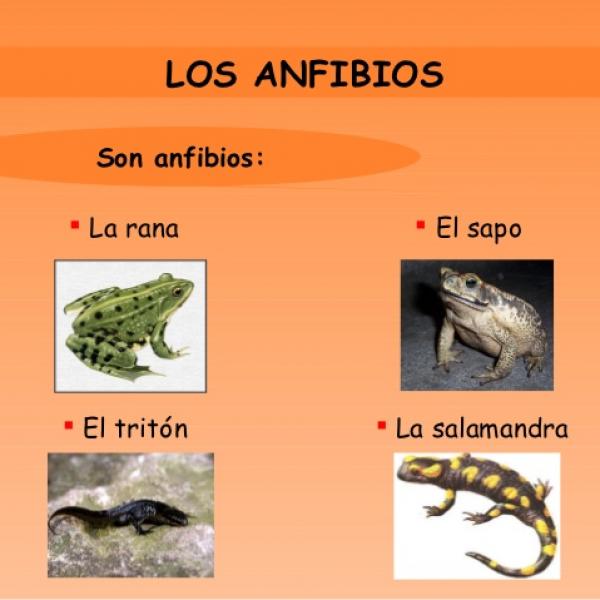 LOS ANFIBIOS
Son anfibios:
▪ La rana
▪ El sapo
▪ El tritón
▪ La salamandra